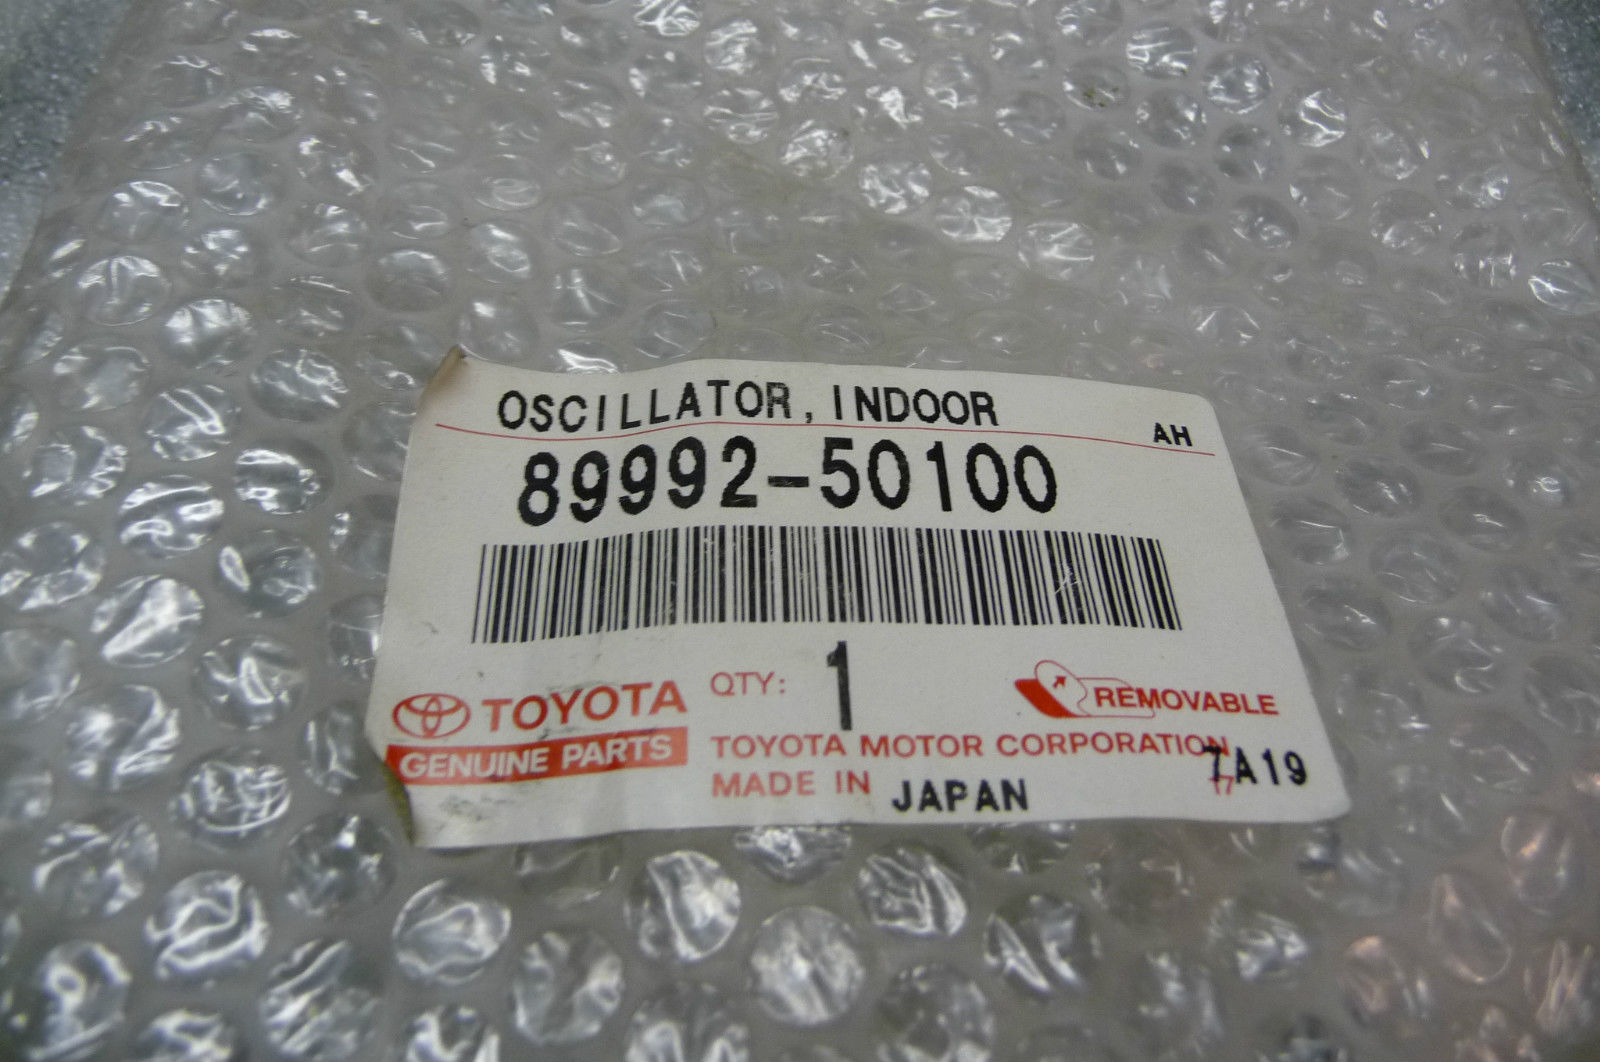 OSCILLATOR, INDOOR
AH
89992-50100
TOYOTA QTY: 1 REMOVABLE
GENUINE PARTS
TOYOTA MOTOR CORPORATION
MADE IN JAPAN 7A19